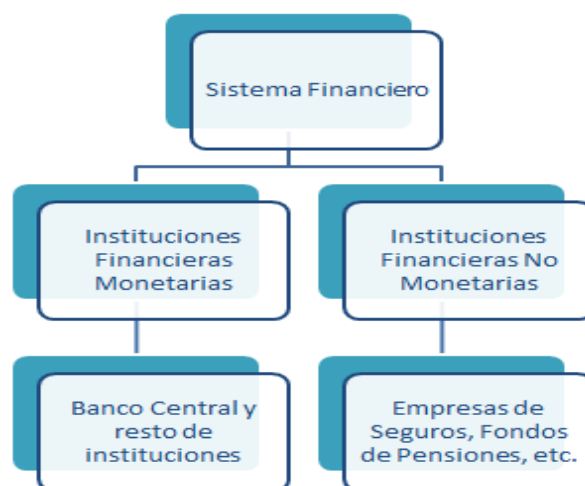 Sistema Financiero
Instituciones
Financieras
Monetarias
Instituciones
Financieras No
Monetarias
Banco Central y
resto de
instituciones
Empresas de
Seguros, Fondos
de Pensiones, etc.